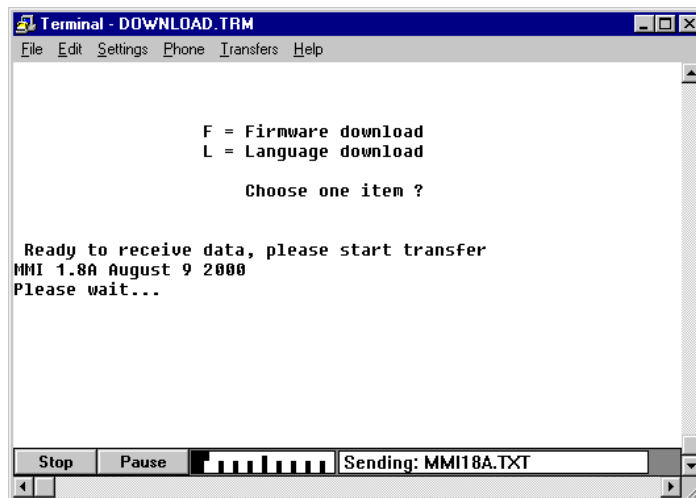 Terminal - DOWNLOAD.TRM
File Edit Settings Phone Transfers Help
F = Firmware download
L = Language download
Choose one item ?
Ready to receive data, please start transfer
MMI 1.8A August 9 2000
Please wait...
Stop Pause Sending: MMI18A.TXT